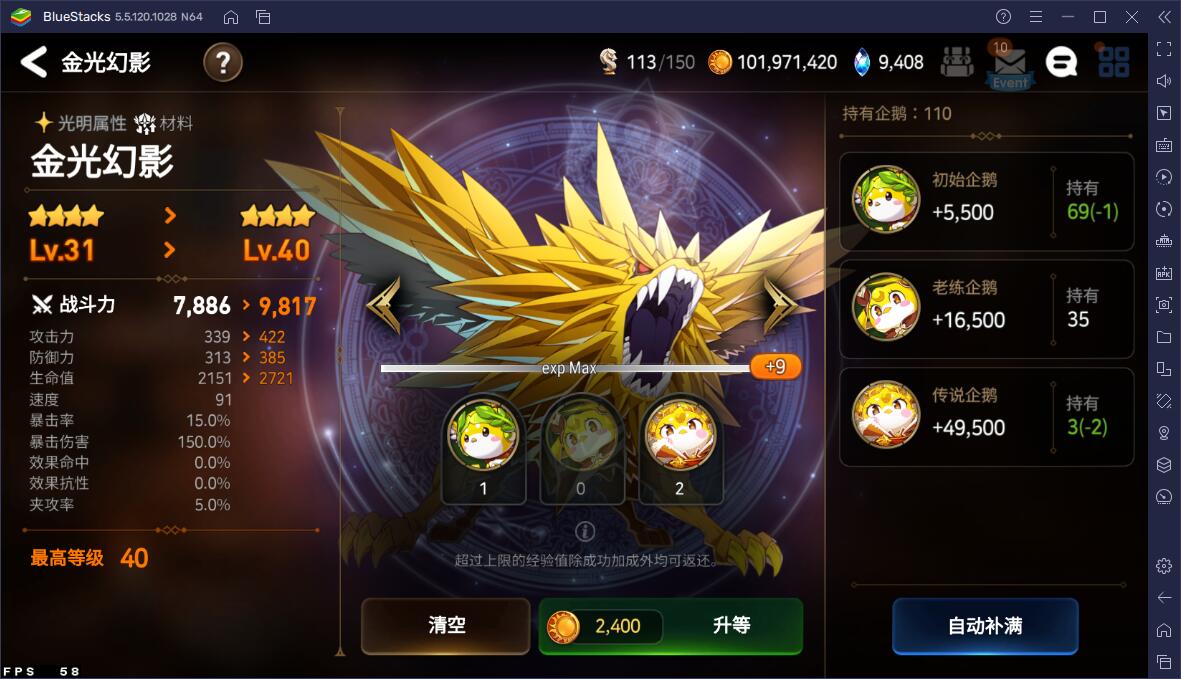 BlueStacks 5.5.120.1028 N64
金光幻影
?
113/150
101,971,420
9,408
10
Event
光明属性 材料
金光幻影
Lv.31
Lv.40
战斗力 7,886 > 9,817
攻击力 339 > 422
防御力 313 > 385
生命值 2151 > 2721
速度 91
暴击率 15.0%
暴击伤害 150.0%
效果命中 0.0%
效果抗性 0.0%
夹攻率 5.0%
最高等级 40
exp Max
+9
1
0
2
超过上限的经验值除成功加成外均可返还。
清空
2,400 升等
持有企鹅：110
初始企鹅
+5,500
持有
69(-1)
老练企鹅
+16,500
持有
35
传说企鹅
+49,500
持有
3(-2)
自动补满
FPS 58